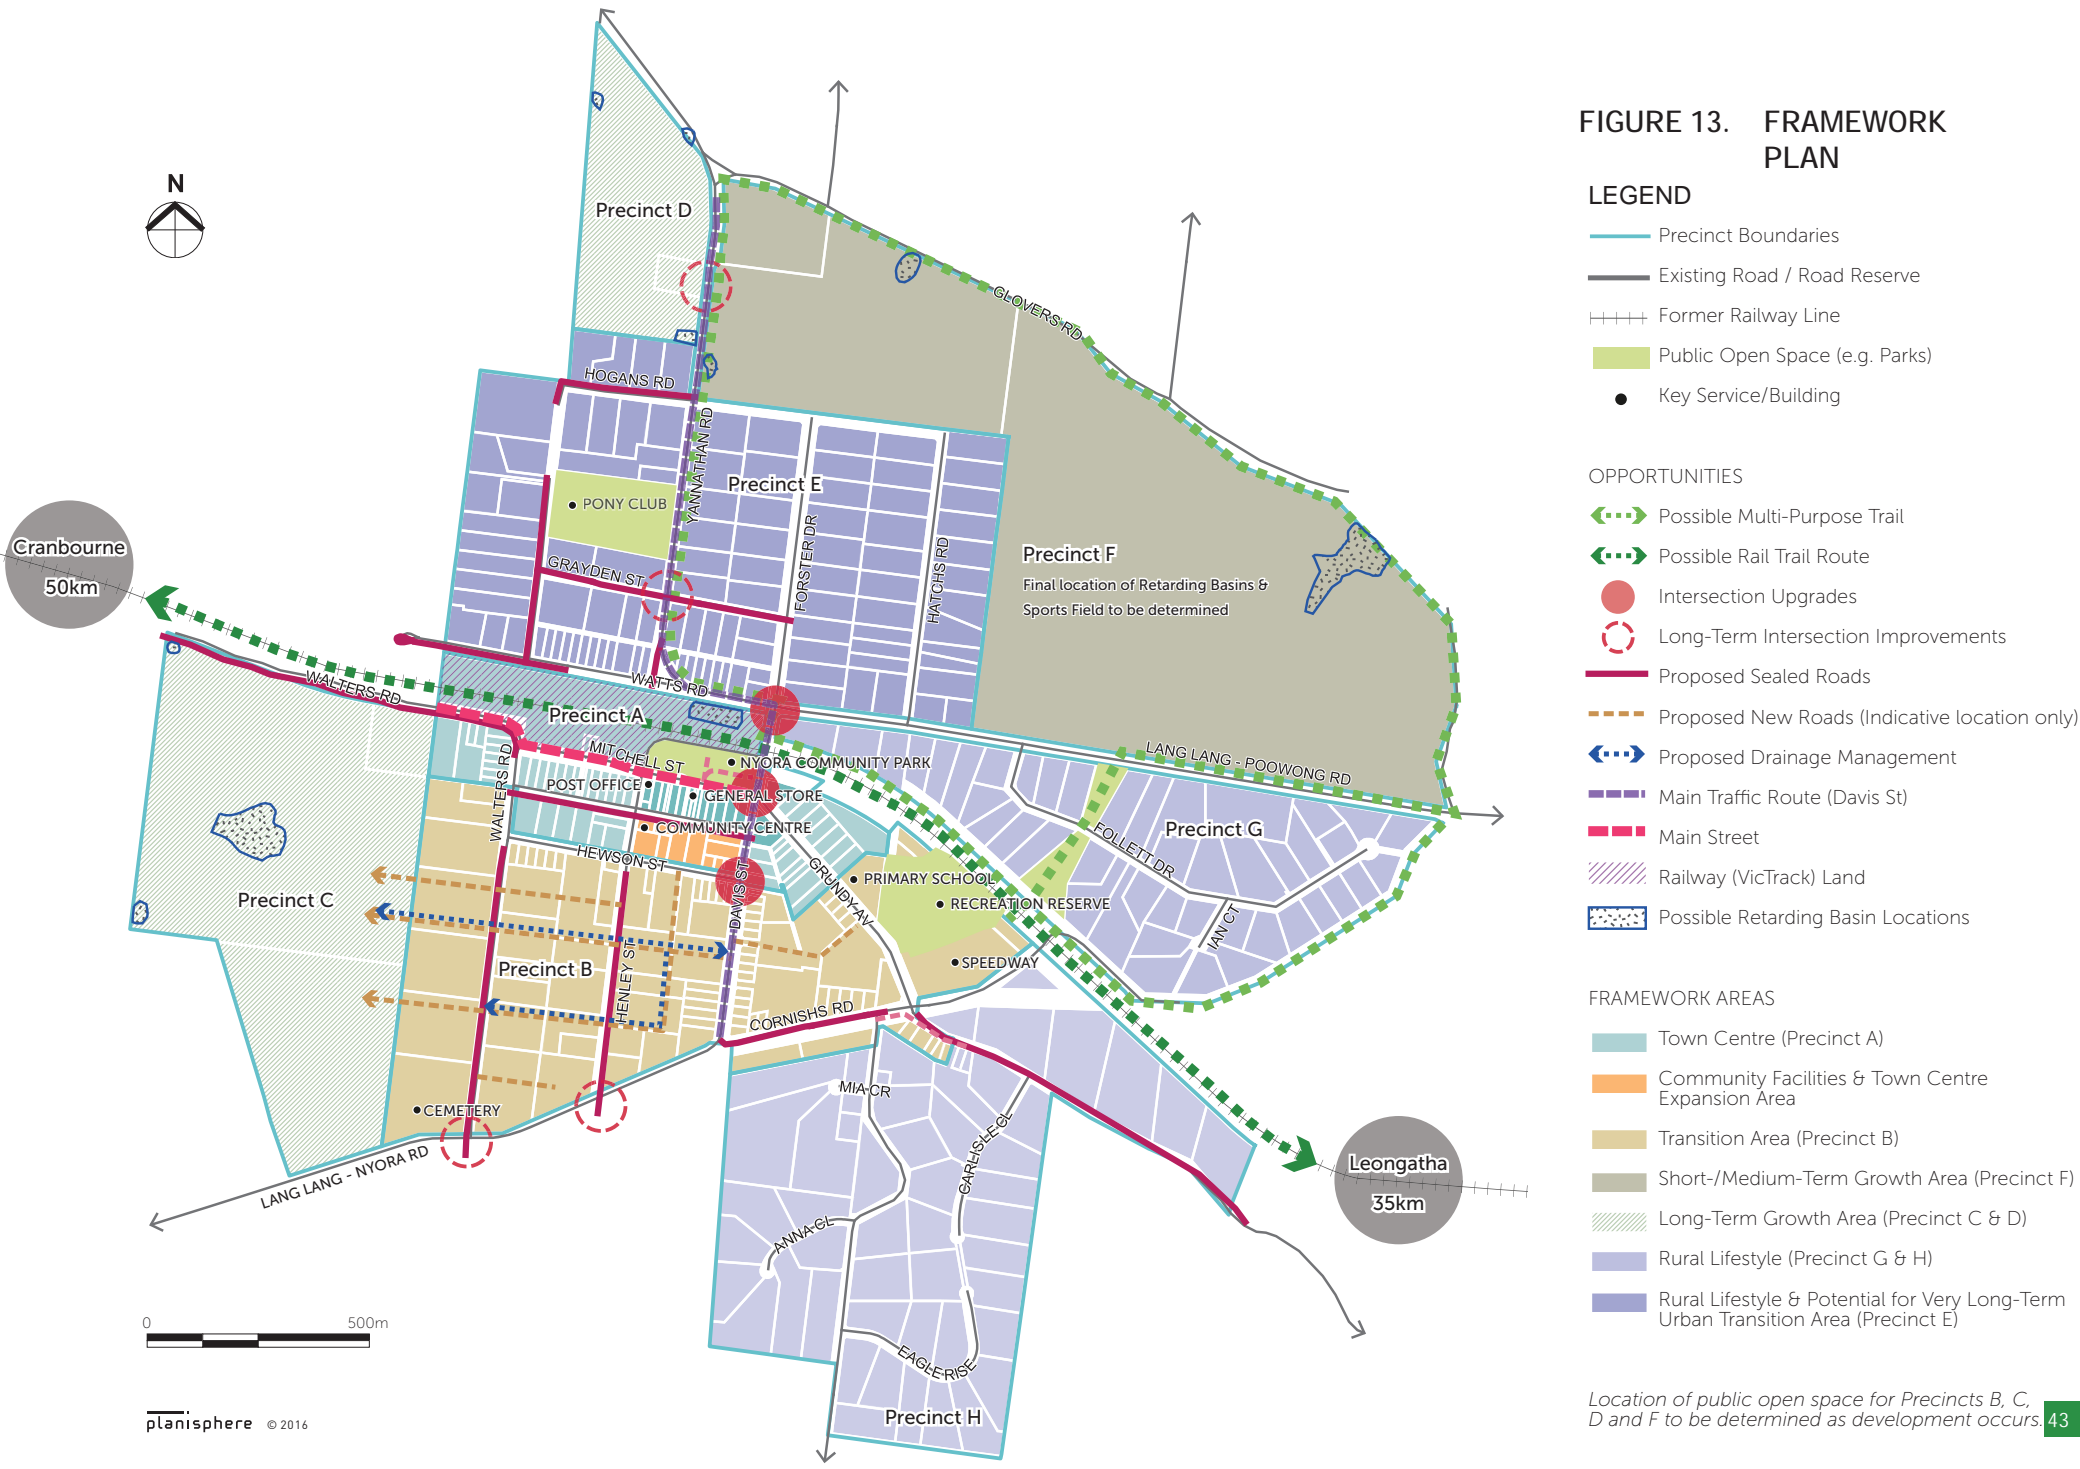 FIGURE 13. FRAMEWORK
PLAN
LEGEND
Precinct Boundaries
Existing Road / Road Reserve
Former Railway Line
Public Open Space (e.g. Parks)
Key Service/Building
OPPORTUNITIES
Possible Multi-Purpose Trail
Possible Rail Trail Route
Intersection Upgrades
Long-Term Intersection Improvements
Proposed Sealed Roads
Proposed New Roads (Indicative location only)
Proposed Drainage Management
Main Traffic Route (Davis St)
Main Street
Railway (VicTrack) Land
Possible Retarding Basin Locations
FRAMEWORK AREAS
Town Centre (Precinct A)
Community Facilities & Town Centre
Expansion Area
Transition Area (Precinct B)
Short-/Medium-Term Growth Area (Precinct F)
Long-Term Growth Area (Precinct C & D)
Rural Lifestyle (Precinct G & H)
Rural Lifestyle & Potential for Very Long-Term
Urban Transition Area (Precinct E)
Location of public open space for Precincts B, C,
D and F to be determined as development occurs.
43
N
Precinct D
GLOVERS RD
HOGANS RD
YANNATHAN RD
Precinct E
PONY CLUB
GRAYDEN ST
FORSTER DR
HATCHS RD
Precinct F
Final location of Retarding Basins &
Sports Field to be determined
Cranbourne
50km
WALTERS RD
WATTS RD
Precinct A
MITCHELL ST
NYORA COMMUNITY PARK
LANG LANG - POOWONG RD
POST OFFICE
GENERAL STORE
WALTERS RD
COMMUNITY CENTRE
HEWSON ST
FOLLETT DR
Precinct G
GRUNDY AV
PRIMARY SCHOOL
RECREATION RESERVE
DAVIS ST
IAN CT
Precinct C
Precinct B
HENLEY ST
SPEEDWAY
CORNISHS RD
MIA CR
CEMETERY
CARLISLE CL
LANG LANG - NYORA RD
ANNA CL
Leongatha
35km
EAGLE RISE
Precinct H
0 500m
planisphere © 2016